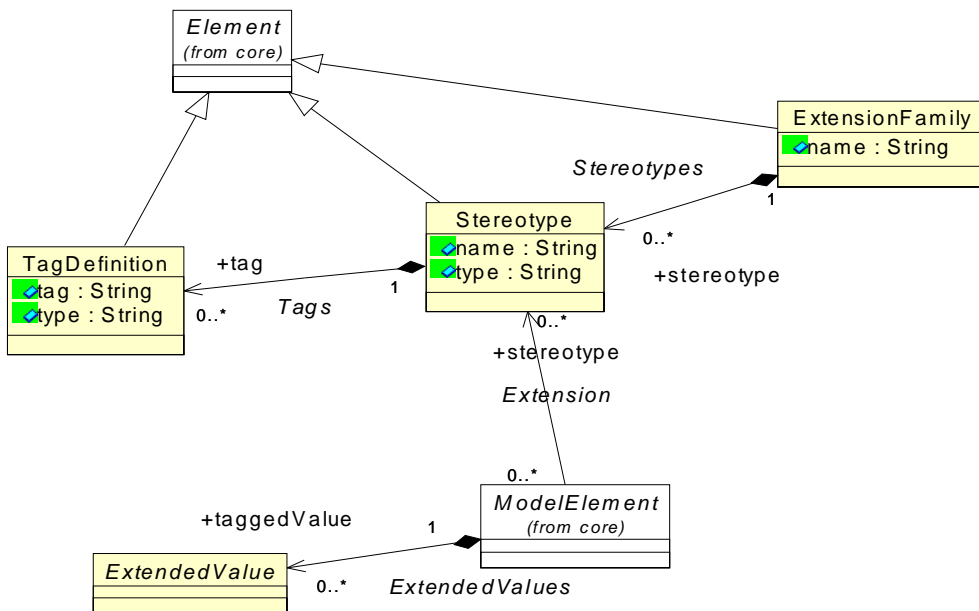 Element
(from core)
ExtensionFamily
name : String
Stereotypes
1
0..*
+stereotype
Stereotype
name : String
type : String
TagDefinition
tag : String
type : String
+tag
1
0..*
Tags
0..*
+stereotype
Extension
0..*
ModelElement
(from core)
+taggedValue
1
ExtendedValue
0..*
ExtendedValues